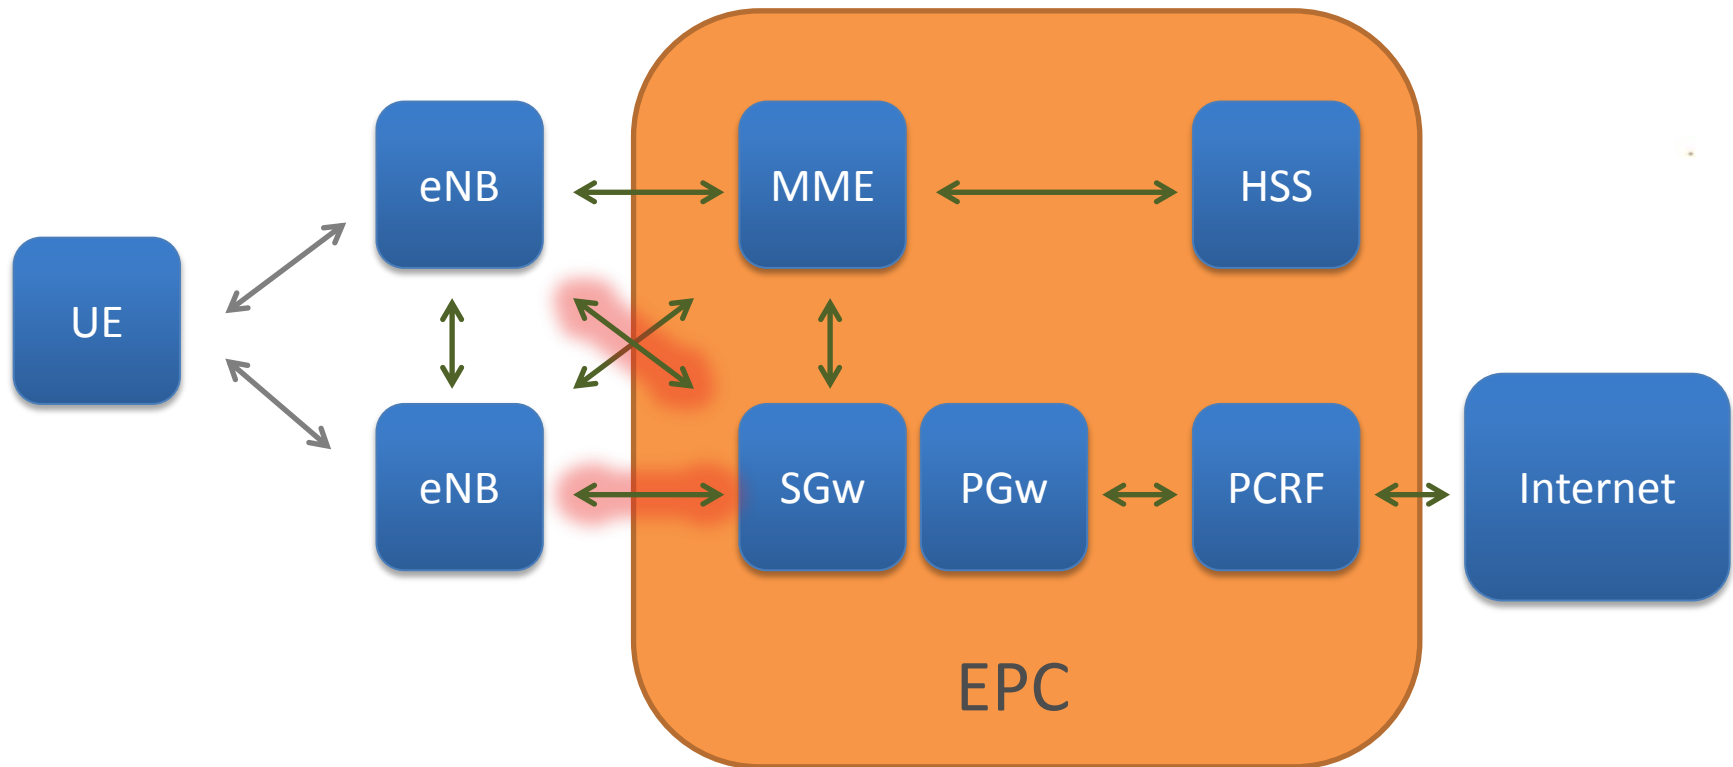 eNB
MME
HSS
UE
eNB
SGw
PGw
PCRF
Internet
EPC